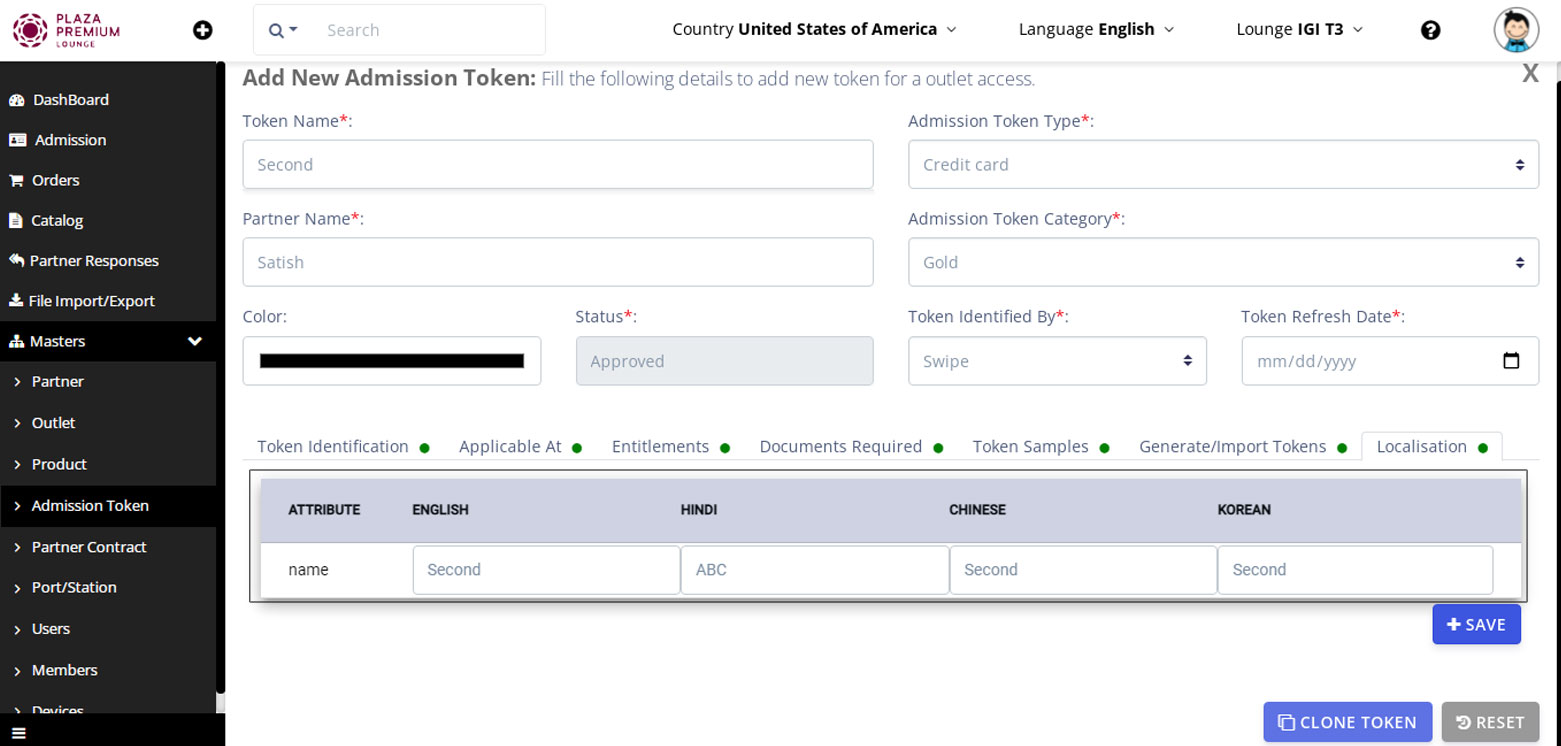 PLAZA
PREMIUM
LOUNGE
Search
Country United States of America
Language English
Lounge IGI T3
DashBoard
Admission
Orders
Catalog
Partner Responses
File Import/Export
Masters
Partner
Outlet
Product
Admission Token
Partner Contract
Port/Station
Users
Members
Devices
Add New Admission Token: Fill the following details to add new token for a outlet access.
X
Token Name*:
Admission Token Type*:
Second
Credit card
Partner Name*:
Admission Token Category*:
Satish
Gold
Color:
Status*:
Token Identified By*:
Token Refresh Date*:
Approved
Swipe
mm/dd/yyyy
Token Identification
Applicable At
Entitlements
Documents Required
Token Samples
Generate/Import Tokens
Localisation
ATTRIBUTE ENGLISH HINDI CHINESE KOREAN
name Second ABC Second Second
SAVE
CLONE TOKEN
RESET